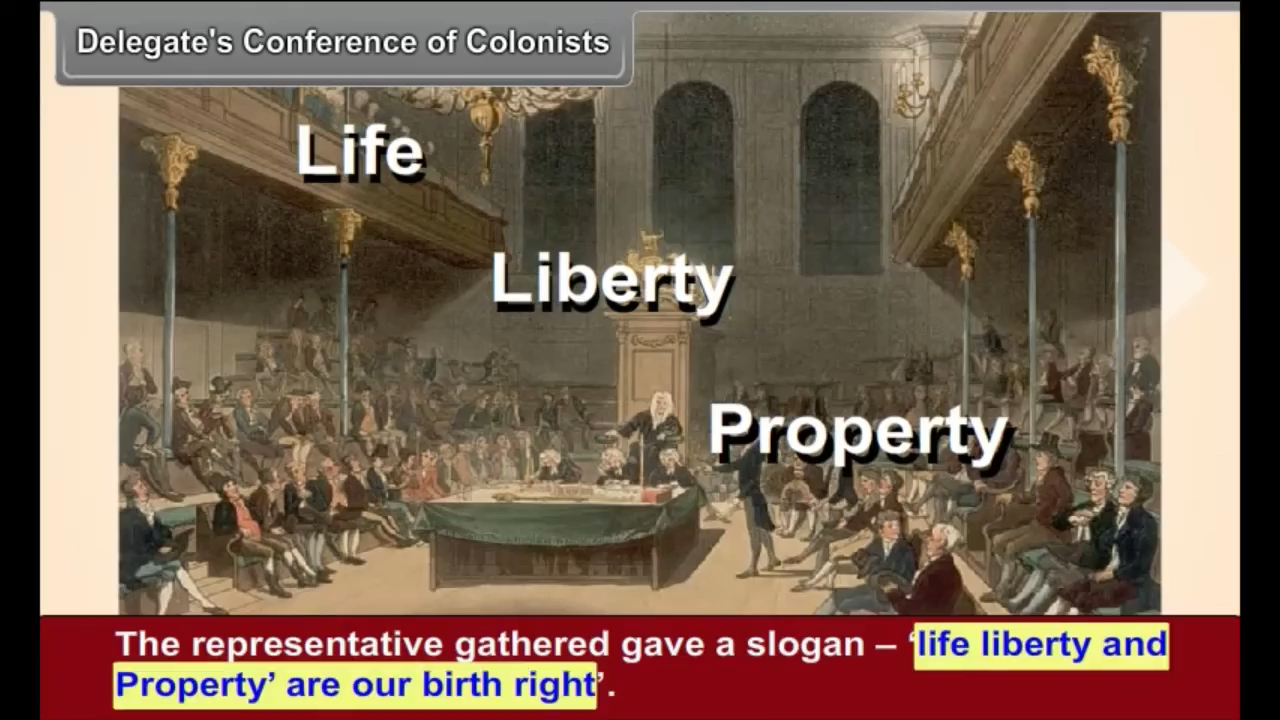 Delegate's Conference of Colonists
Life
Liberty
Property
The representative gathered gave a slogan – ‘life liberty and
Property’ are our birth right’.